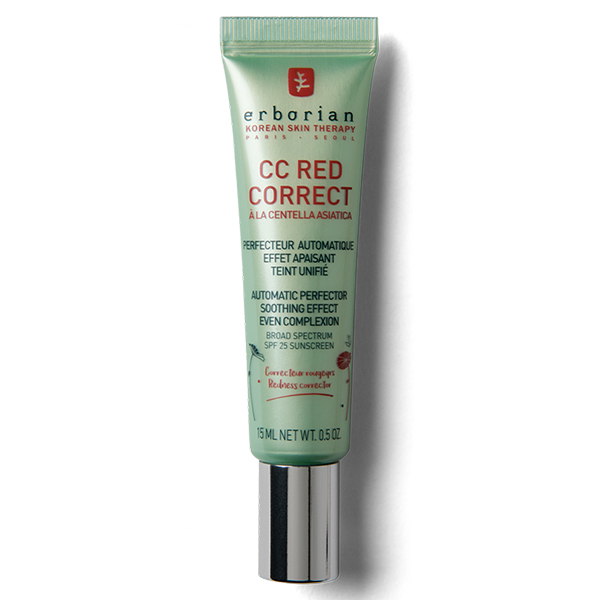 erborian
KOREAN SKIN THERAPY
PARIS - SEOUL
CC RED
CORRECT
À LA CENTELLA ASIATICA
PERFECTEUR AUTOMATIQUE
EFFET APAISANT
TEINT UNIFIÉ
AUTOMATIC PERFECTOR
SOOTHING EFFECT
EVEN COMPLEXION
BROAD SPECTRUM
SPF 25 SUNSCREEN
Correcteur rougeurs
Redness corrector
15 ML NET WT. 0.5 OZ.